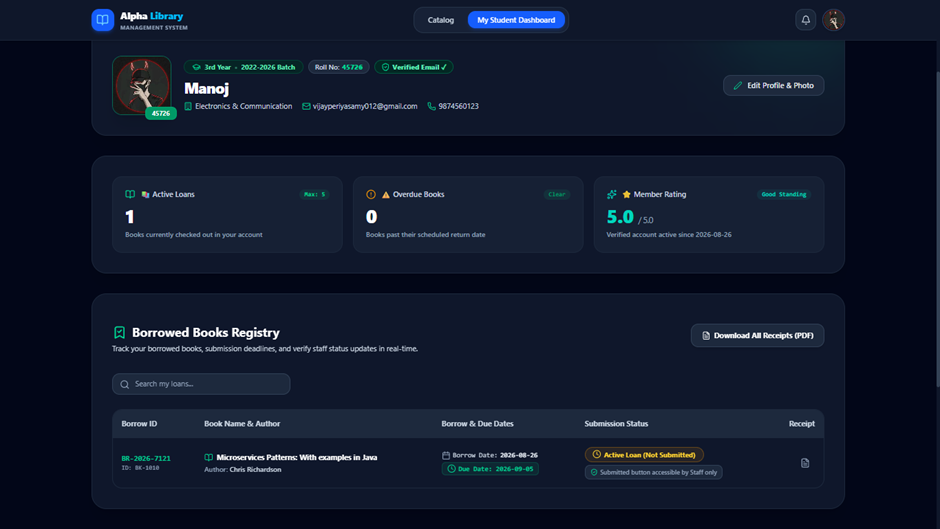 Alpha Library
MANAGEMENT SYSTEM
Catalog
My Student Dashboard
3rd Year • 2022-2026 Batch
Roll No: 45726
Verified Email ✓
Manoj
45726
Electronics & Communication
vijayperiyasamy012@gmail.com
9874560123
Edit Profile & Photo
Active Loans
Max: 5
1
Books currently checked out in your account
Overdue Books
Clear
0
Books past their scheduled return date
Member Rating
Good Standing
5.0 / 5.0
Verified account active since 2026-08-26
Borrowed Books Registry
Track your borrowed books, submission deadlines, and verify staff status updates in real-time.
Download All Receipts (PDF)
Search my loans...
Borrow ID
Book Name & Author
Borrow & Due Dates
Submission Status
Receipt
BR-2026-7121
ID: BK-1010
Microservices Patterns: With examples in Java
Author: Chris Richardson
Borrow Date: 2026-08-26
Due Date: 2026-09-05
Active Loan (Not Submitted)
Submitted button accessible by Staff only